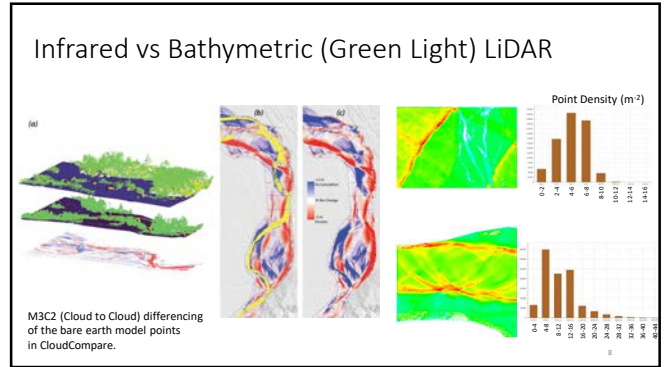 Infrared vs Bathymetric (Green Light) LiDAR
(a)
(b)
(c)
Point Density (m-2)
0-2
2-4
4-6
6-8
8-10
10-12
12-14
14-16
M3C2 (Cloud to Cloud) differencing
of the bare earth model points
in CloudCompare.
0-4
4-8
8-12
12-16
16-20
20-24
24-28
28-32
32-36
36-40
40-44
8